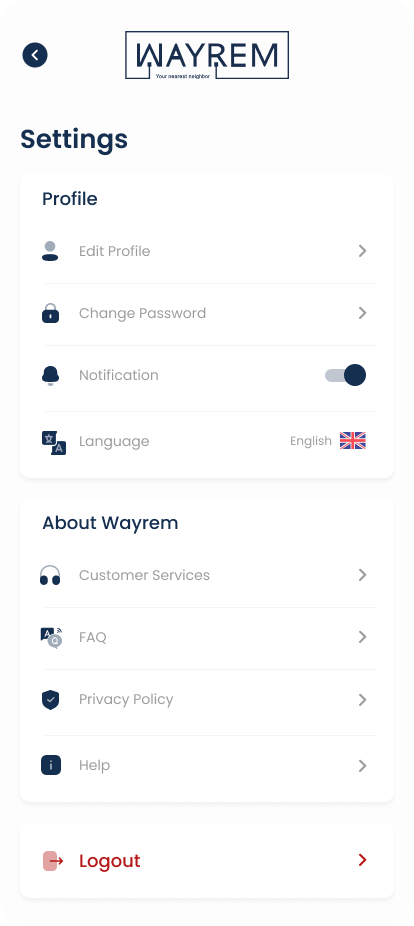 WAYREM
Your nearest neighbor
Settings
Profile
Edit Profile
Change Password
Notification
Language English
About Wayrem
Customer Services
FAQ
Privacy Policy
Help
Logout